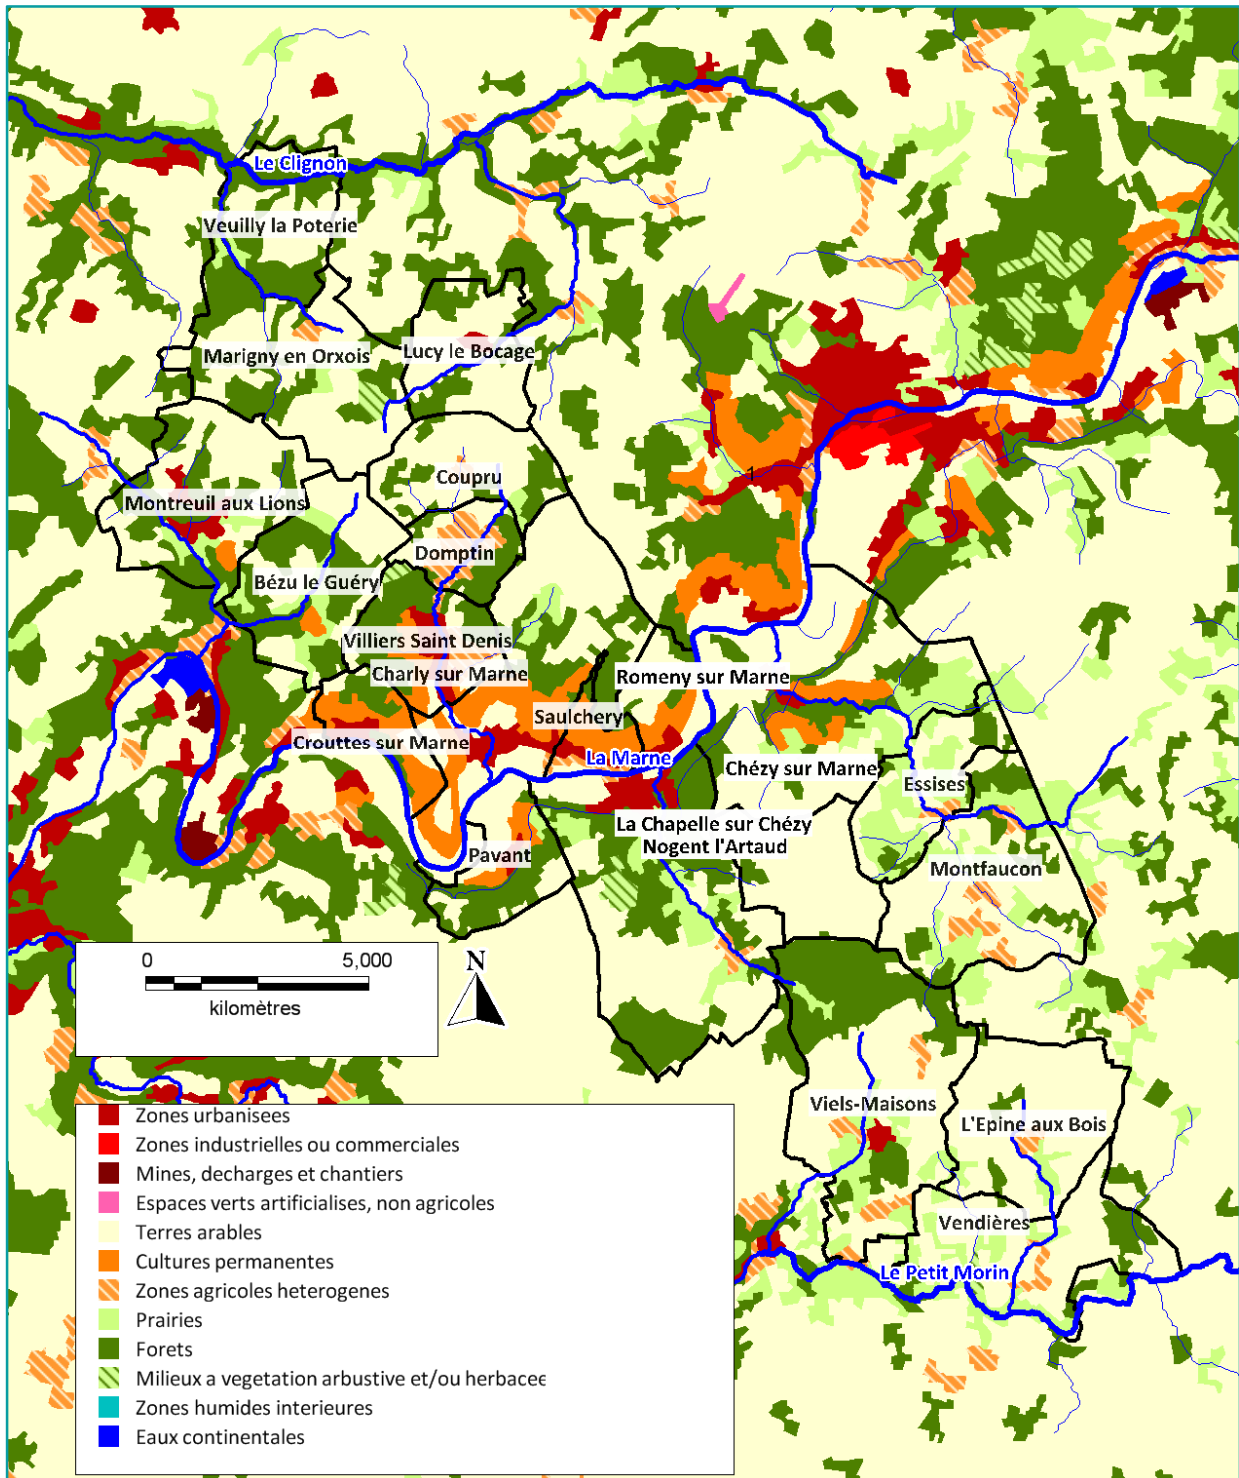 Le Clignon
Veuilly la Poterie
Marigny en Orxois
Lucy le Bocage
Coupru
1
Montreuil aux Lions
Domptin
Bézu le Guéry
Villiers Saint Denis
Charly sur Marne
Romeny sur Marne
Saulchery
Crouttes sur Marne
La Marne
Chézy sur Marne
Essises
La Chapelle sur Chézy
Nogent l'Artaud
Pavant
Montfaucon
0 5,000
kilomètres
N
Viels-Maisons
L'Epine aux Bois
Vendières
Le Petit Morin
Zones urbanisees
Zones industrielles ou commerciales
Mines, decharges et chantiers
Espaces verts artificialises, non agricoles
Terres arables
Cultures permanentes
Zones agricoles heterogenes
Prairies
Forets
Milieux a vegetation arbustive et/ou herbacee
Zones humides interieures
Eaux continentales